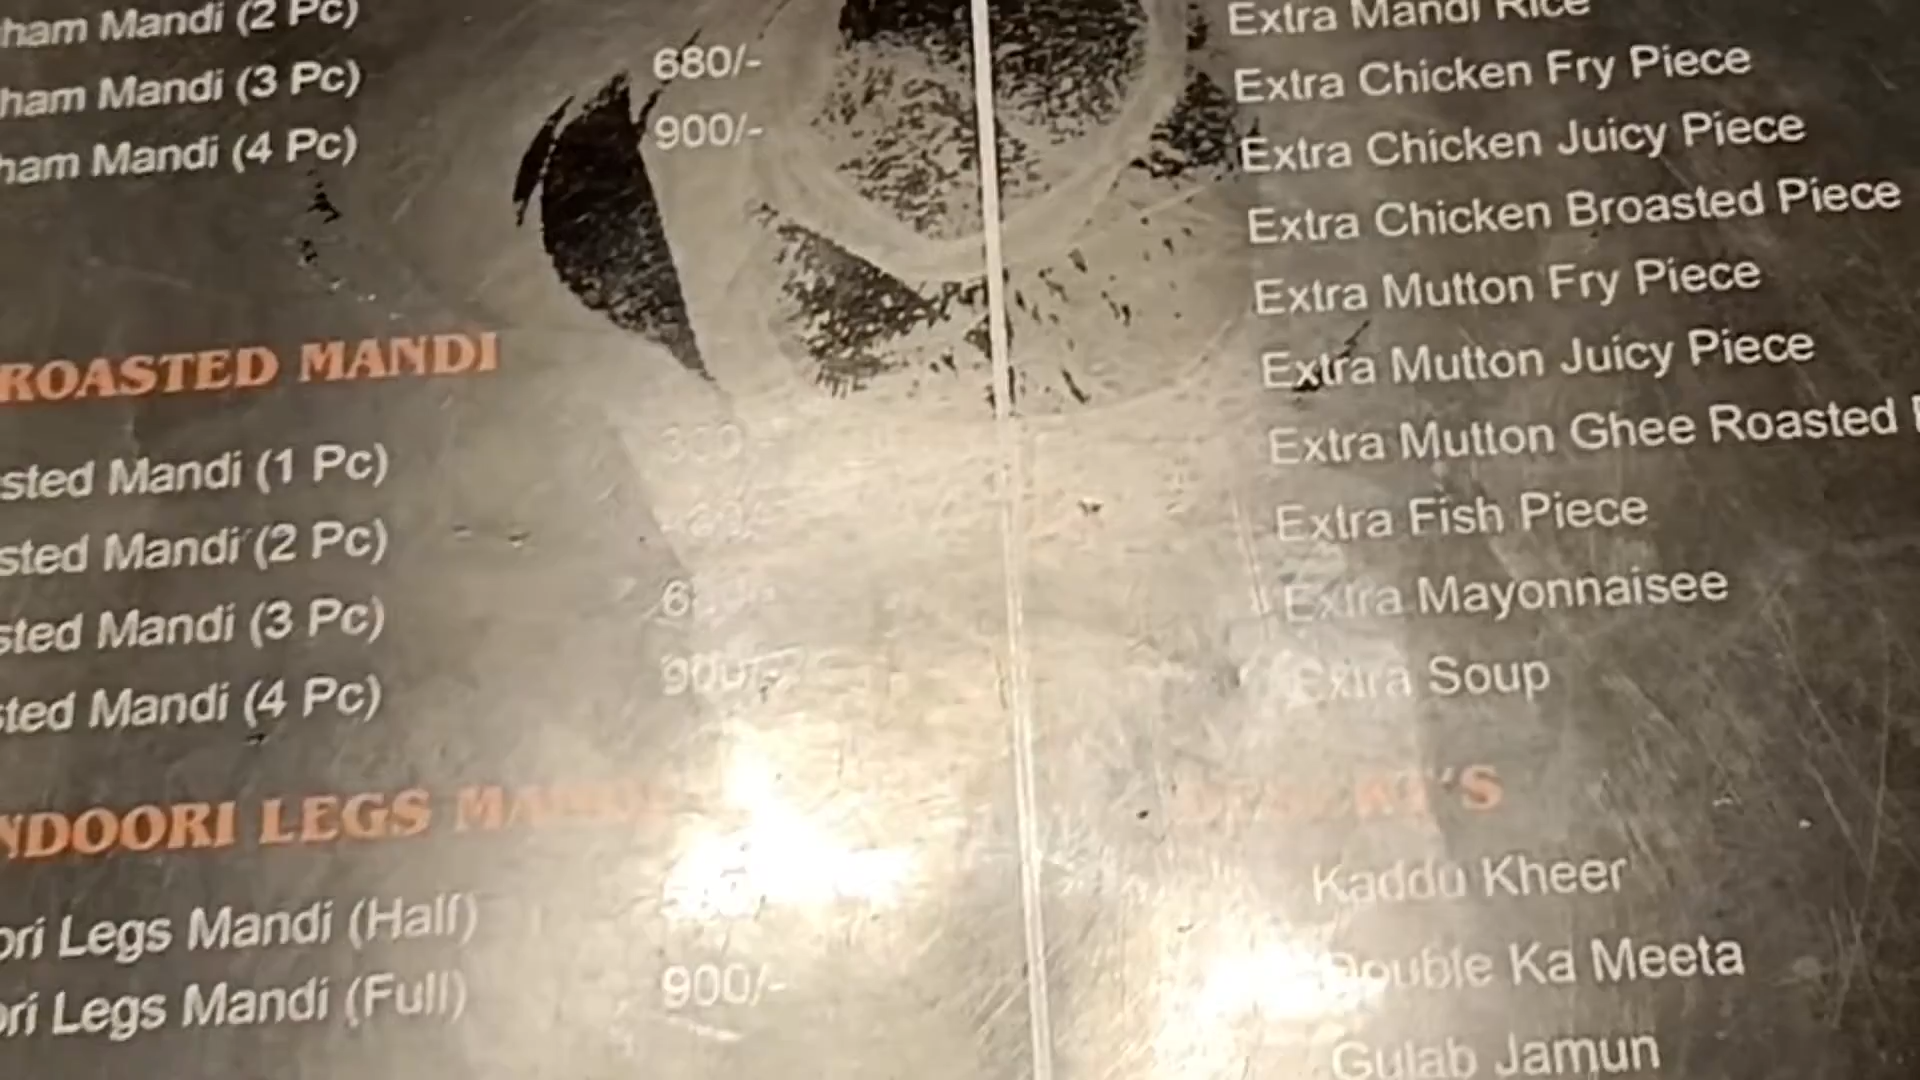 ham Mandi (2 Pc)
ham Mandi (3 Pc) 680/-
ham Mandi (4 Pc) 900/-
ROASTED MANDI
sted Mandi (1 Pc)
sted Mandi (2 Pc)
sted Mandi (3 Pc)
sted Mandi (4 Pc) 900/-
NDOORI LEGS
ori Legs Mandi (Half)
ori Legs Mandi (Full) 900/-
Extra Mandi Rice
Extra Chicken Fry Piece
Extra Chicken Juicy Piece
Extra Chicken Broasted Piece
Extra Mutton Fry Piece
Extra Mutton Juicy Piece
Extra Mutton Ghee Roasted
Extra Fish Piece
Extra Mayonnaisee
Extra Soup
Kaddu Kheer
Double Ka Meeta
Gulab Jamun